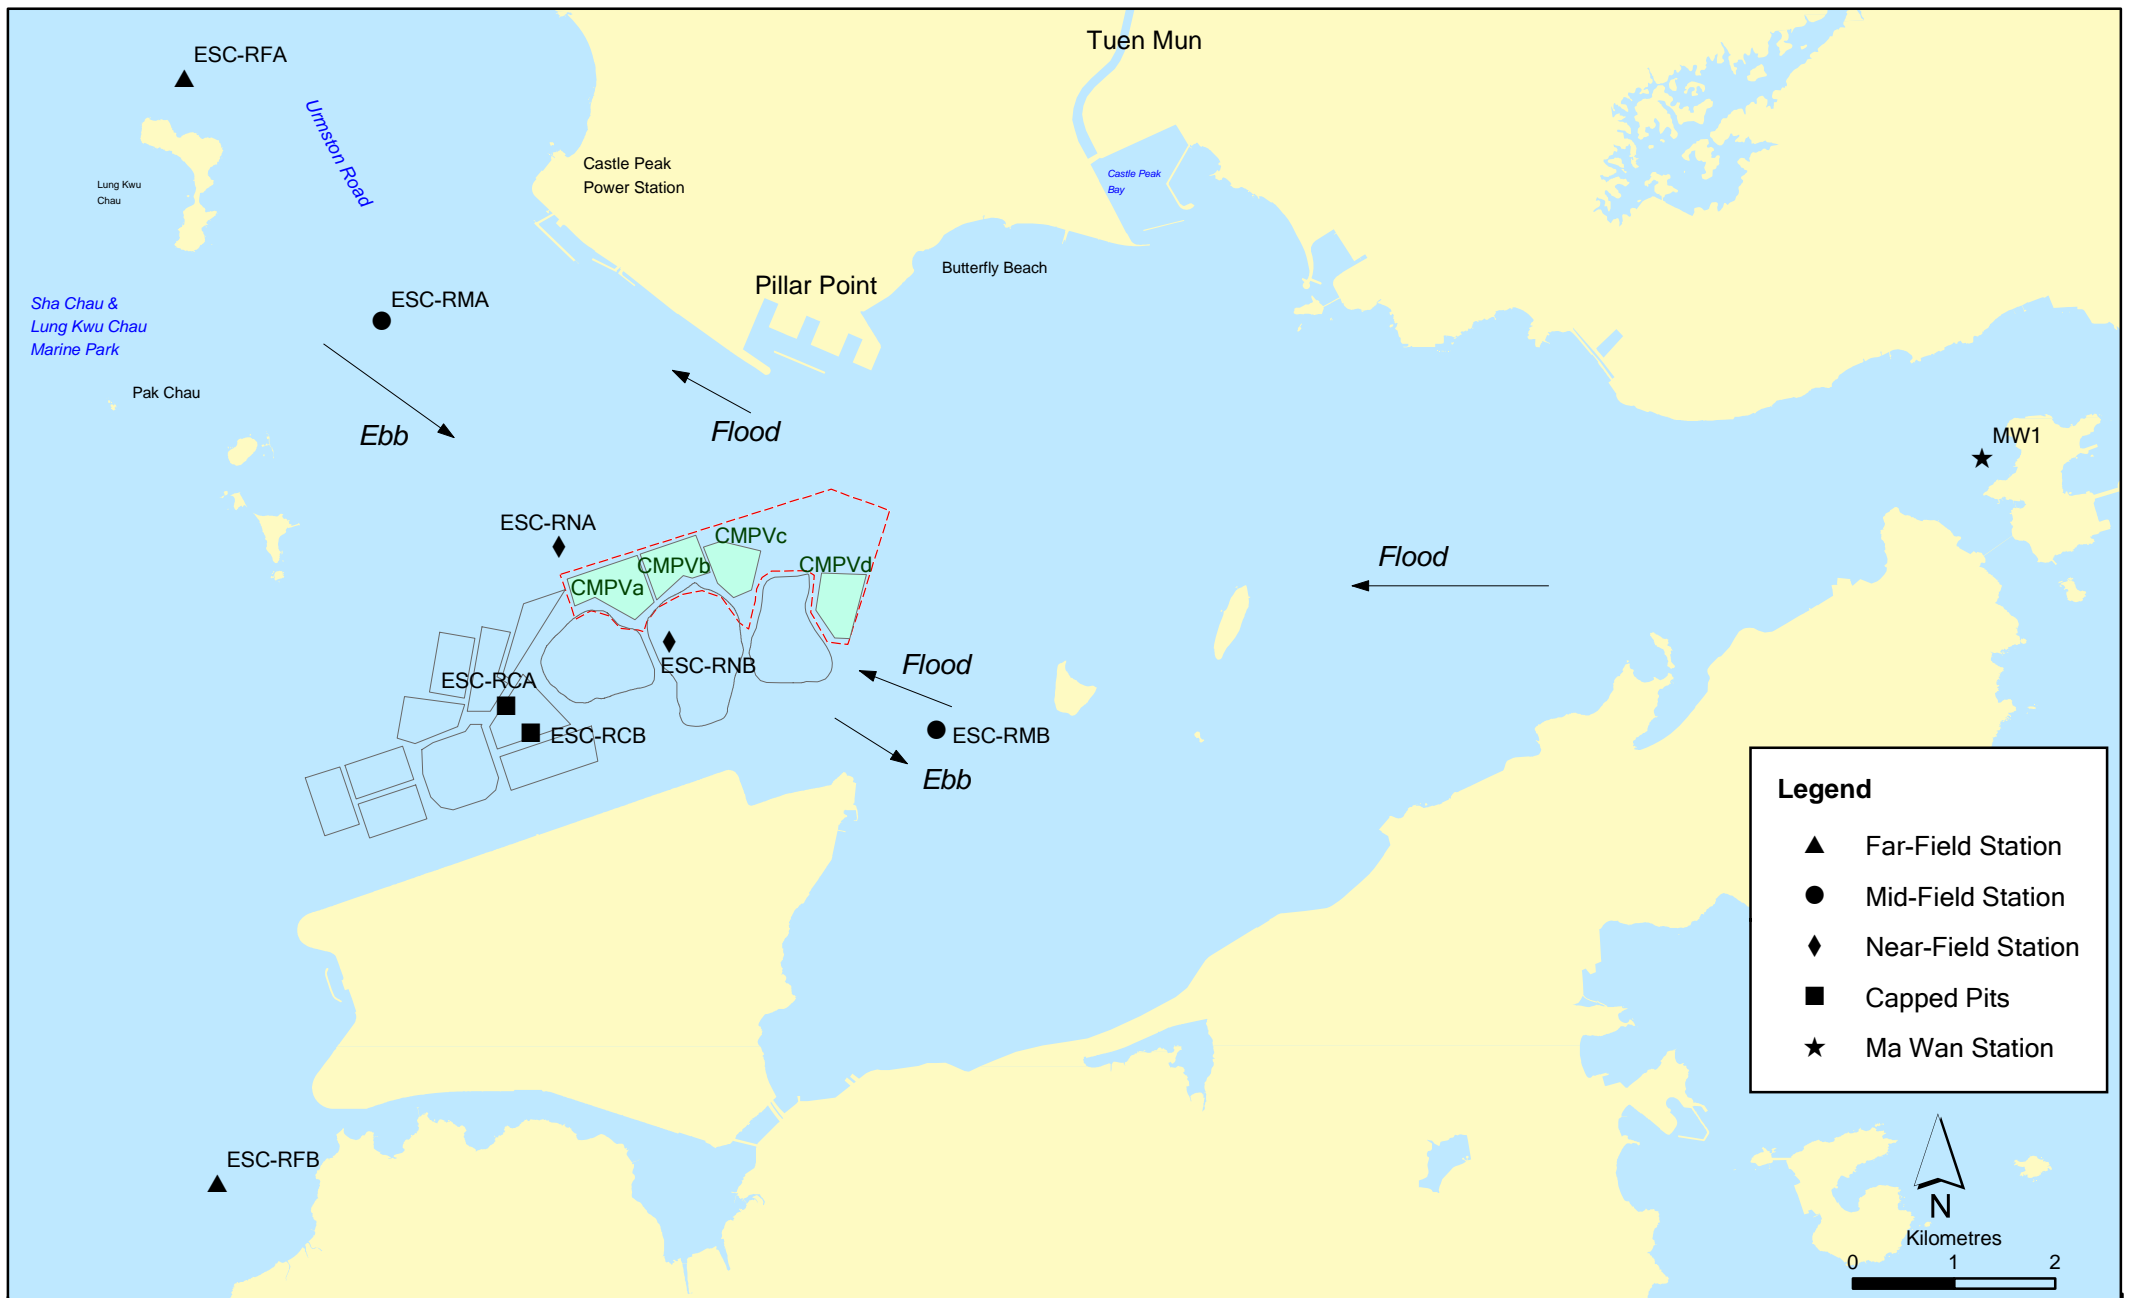 Tuen Mun
ESC-RFA
Urmston Road
Castle Peak
Power Station
Castle Peak
Bay
Lung Kwu
Chau
Butterfly Beach
Pillar Point
ESC-RMA
Sha Chau &
Lung Kwu Chau
Marine Park
Pak Chau
Ebb
Flood
MW1
ESC-RNA
CMPVc
CMPVb
CMPVd
CMPVa
Flood
ESC-RNB
Flood
ESC-RCA
ESC-RCB
ESC-RMB
Ebb
Legend
Far-Field Station
Mid-Field Station
Near-Field Station
Capped Pits
Ma Wan Station
ESC-RFB
N
Kilometres
0 1 2